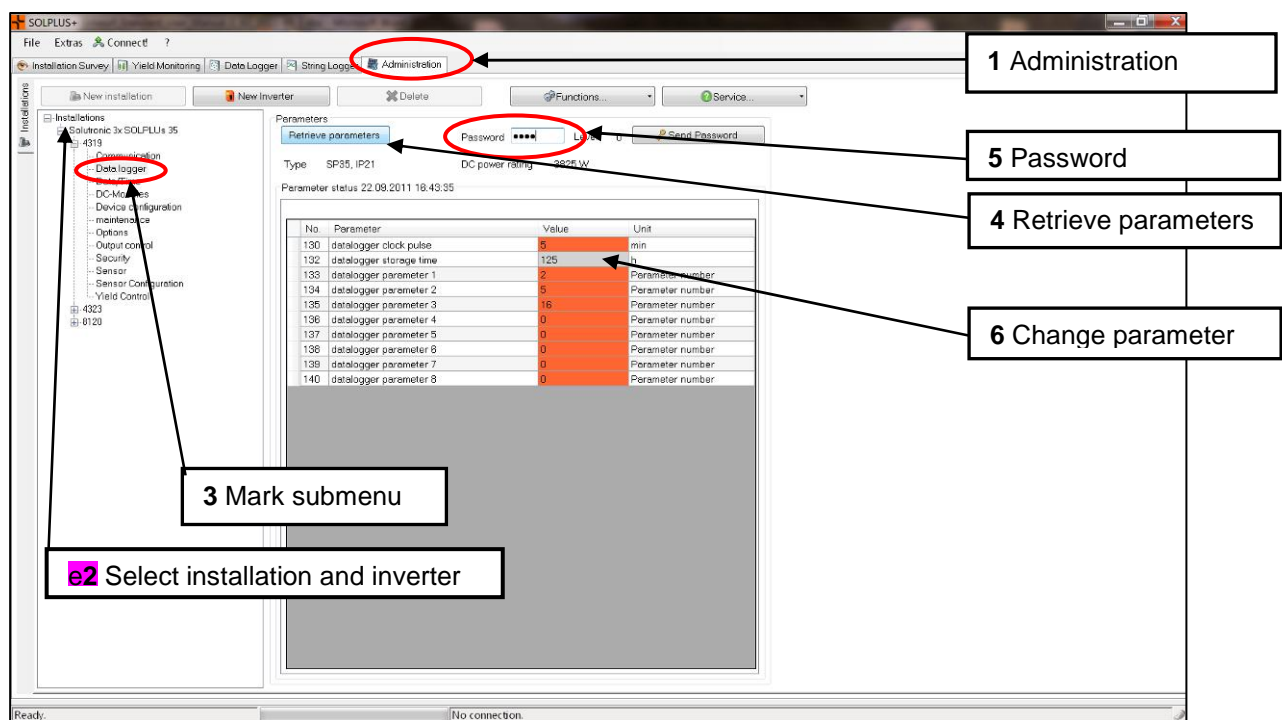 SOLPLUS+
File Extras Connect! ?
Installation Survey Yield Monitoring Data Logger String Logger Administration
1 Administration
Installations
New installation New Inverter Delete Functions... Service...
Installations
Solutronic 3x SOLPLUs 35
4319
Communication
Data logger
Date/Time
DC-Modules
Device configuration
maintenance
Options
Output control
Security
Sensor
Sensor Configuration
Yield Control
4323
8120
Parameters
Retrieve parameters Password •••• Level 0 Send Password
Type SP35, IP21 DC power rating 3825 W
Parameter status 22.09.2011 16:43:35
No. Parameter Value Unit
130 datalogger clock pulse 5 min
132 datalogger storage time 125 h
133 datalogger parameter 1 2 Parameter number
134 datalogger parameter 2 5 Parameter number
135 datalogger parameter 3 16 Parameter number
136 datalogger parameter 4 0 Parameter number
137 datalogger parameter 5 0 Parameter number
138 datalogger parameter 6 0 Parameter number
139 datalogger parameter 7 0 Parameter number
140 datalogger parameter 8 0 Parameter number
5 Password
4 Retrieve parameters
6 Change parameter
3 Mark submenu
e2 Select installation and inverter
Ready. No connection.